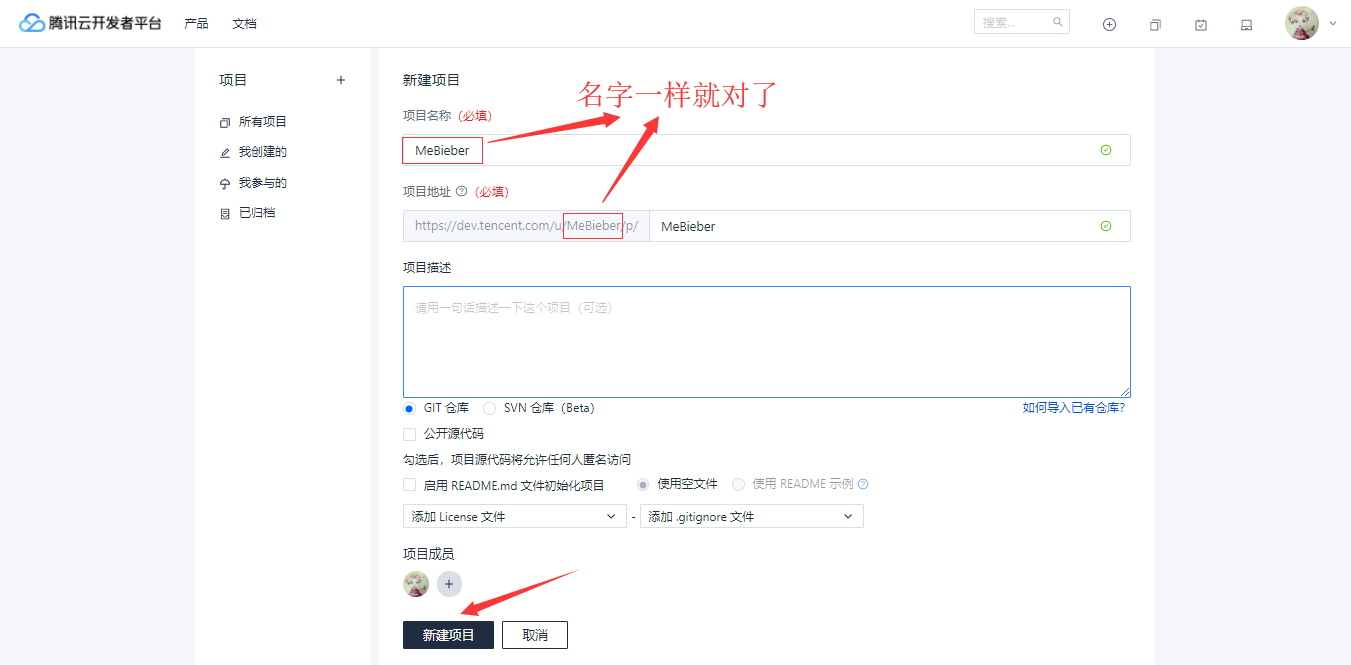 腾讯云开发者平台 产品 文档 搜索...
项目 +
所有项目
我创建的
我参与的
已归档
新建项目
名字一样就对了
项目名称 (必填)
MeBieber
项目地址 (必填)
https://dev.tencent.com/u/MeBieber/p/ MeBieber
项目描述
请用一句话描述一下这个项目（可选）
GIT 仓库 SVN 仓库（Beta） 如何导入已有仓库?
公开源代码
勾选后，项目源代码将允许任何人匿名访问
启用 README.md 文件初始化项目 使用空文件 使用 README 示例
添加 License 文件 - 添加 .gitignore 文件
项目成员
+
新建项目 取消